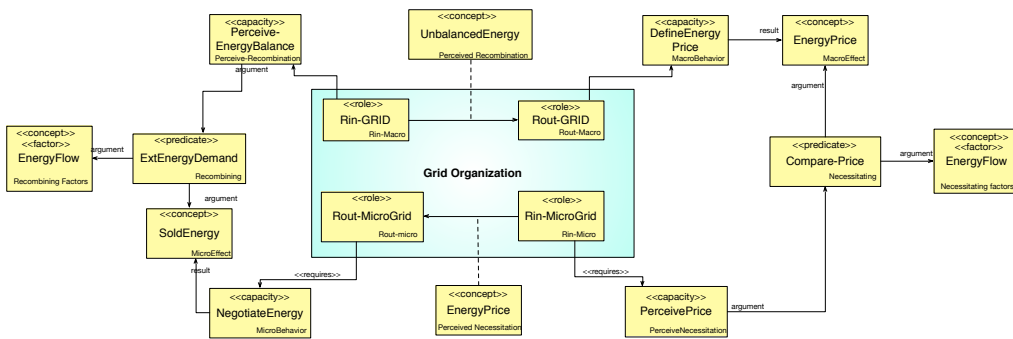 <<capacity>>
Perceive-
EnergyBalance
Perceive-Recombination
argument
<<concept>>
UnbalancedEnergy
Perceived Recombination
<<capacity>>
DefineEnergy
Price
MacroBehavior
result
<<concept>>
EnergyPrice
MacroEffect
argument
<<role>>
Rin-GRID
Rin-Macro
<<role>>
Rout-GRID
Rout-Macro
<<concept>>
<<factor>>
EnergyFlow
Recombining Factors
argument
<<predicate>>
ExtEnergyDemand
Recombining
argument
Grid Organization
<<predicate>>
Compare-Price
Necessitating
argument
<<concept>>
<<factor>>
EnergyFlow
Necessitating factors
<<role>>
Rout-MicroGrid
Rout-micro
<<role>>
Rin-MicroGrid
Rin-Micro
<<concept>>
SoldEnergy
MicroEffect
result
<<requires>>
<<requires>>
<<capacity>>
NegotiateEnergy
MicroBehavior
<<concept>>
EnergyPrice
Perceived Necessitation
<<capacity>>
PerceivePrice
PerceiveNecessitation
argument